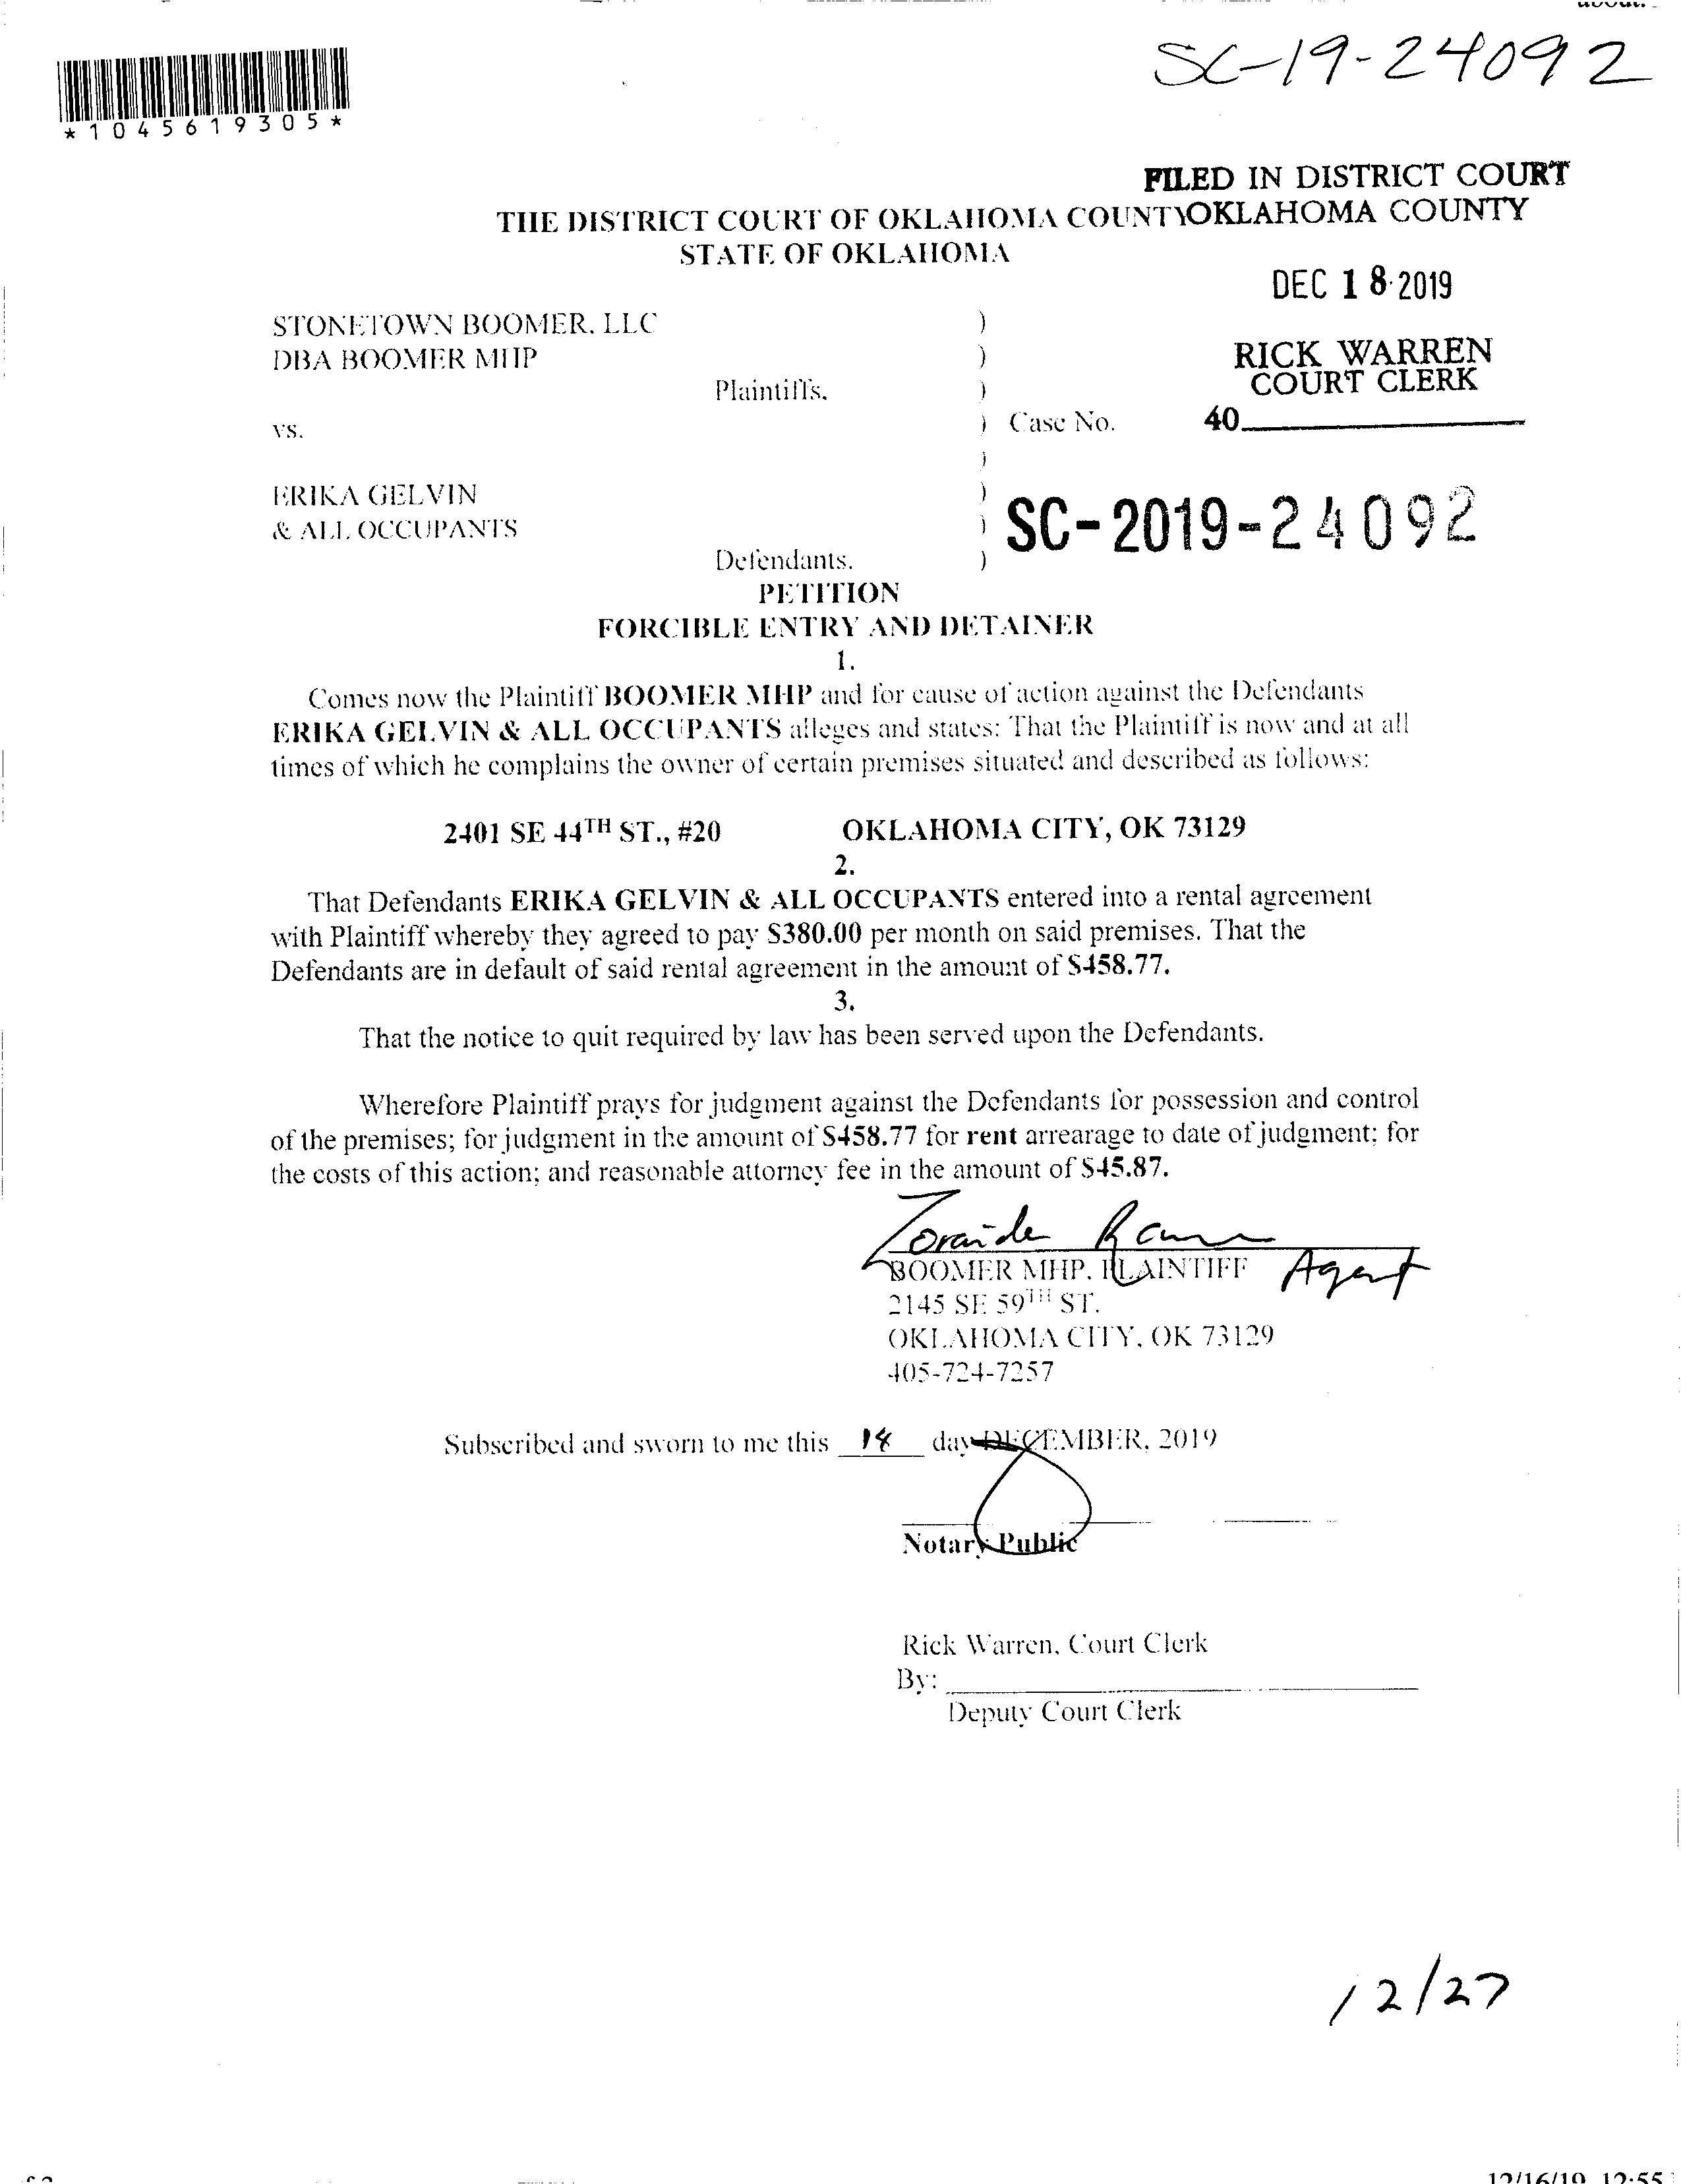 SC-19-24092
*1045619305*
FILED IN DISTRICT COURT
THE DISTRICT COURT OF OKLAHOMA COUNTY OKLAHOMA COUNTY
STATE OF OKLAHOMA
DEC 18 2019
STONETOWN BOOMER, LLC )
DBA BOOMER MHP )
RICK WARREN
COURT CLERK
Plaintiffs, )
vs. ) Case No. 40
)
ERIKA GELVIN )
& ALL OCCUPANTS ) SC-2019-24092
Defendants. )
PETITION
FORCIBLE ENTRY AND DETAINER
1.
Comes now the Plaintiff BOOMER MHP and for cause of action against the Defendants
ERIKA GELVIN & ALL OCCUPANTS alleges and states: That the Plaintiff is now and at all
times of which he complains the owner of certain premises situated and described as follows:
2401 SE 44TH ST., #20 OKLAHOMA CITY, OK 73129
2.
That Defendants ERIKA GELVIN & ALL OCCUPANTS entered into a rental agreement
with Plaintiff whereby they agreed to pay $380.00 per month on said premises. That the
Defendants are in default of said rental agreement in the amount of $458.77.
3.
That the notice to quit required by law has been served upon the Defendants.
Wherefore Plaintiff prays for judgment against the Defendants for possession and control
of the premises; for judgment in the amount of $458.77 for rent arrearage to date of judgment; for
the costs of this action; and reasonable attorney fee in the amount of $45.87.
BOOMER MHP, PLAINTIFF Agent
2145 SE 59TH ST.
OKLAHOMA CITY, OK 73129
405-724-7257
Subscribed and sworn to me this 18 day DECEMBER, 2019
Notary Public
Rick Warren, Court Clerk
By:
Deputy Court Clerk
12/27
12/16/19 12:55